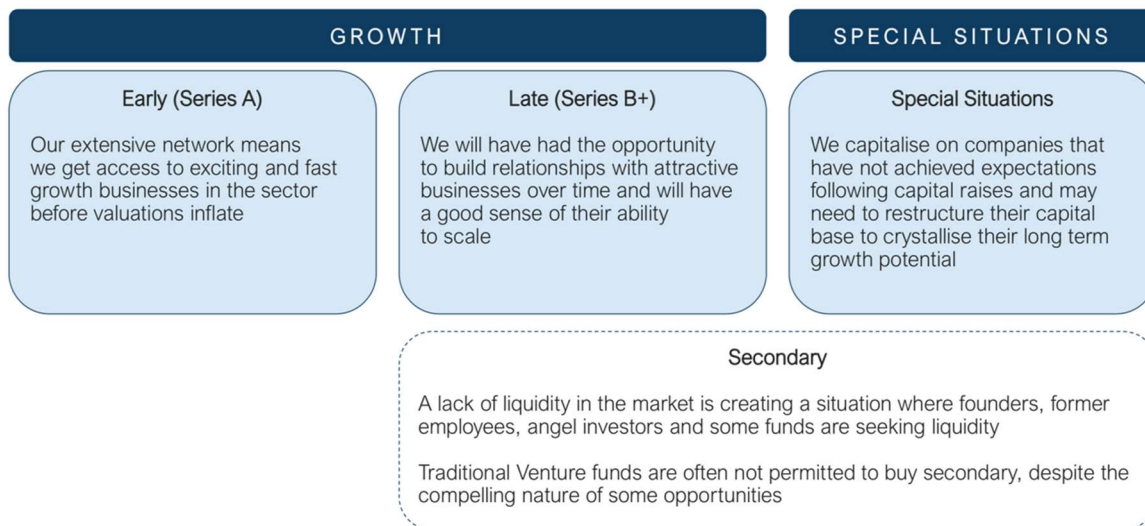 GROWTH
SPECIAL SITUATIONS
Early (Series A)
Our extensive network means
we get access to exciting and fast
growth businesses in the sector
before valuations inflate
Late (Series B+)
We will have had the opportunity
to build relationships with attractive
businesses over time and will have
a good sense of their ability
to scale
Special Situations
We capitalise on companies that
have not achieved expectations
following capital raises and may
need to restructure their capital
base to crystallise their long term
growth potential
Secondary
A lack of liquidity in the market is creating a situation where founders, former
employees, angel investors and some funds are seeking liquidity
Traditional Venture funds are often not permitted to buy secondary, despite the
compelling nature of some opportunities